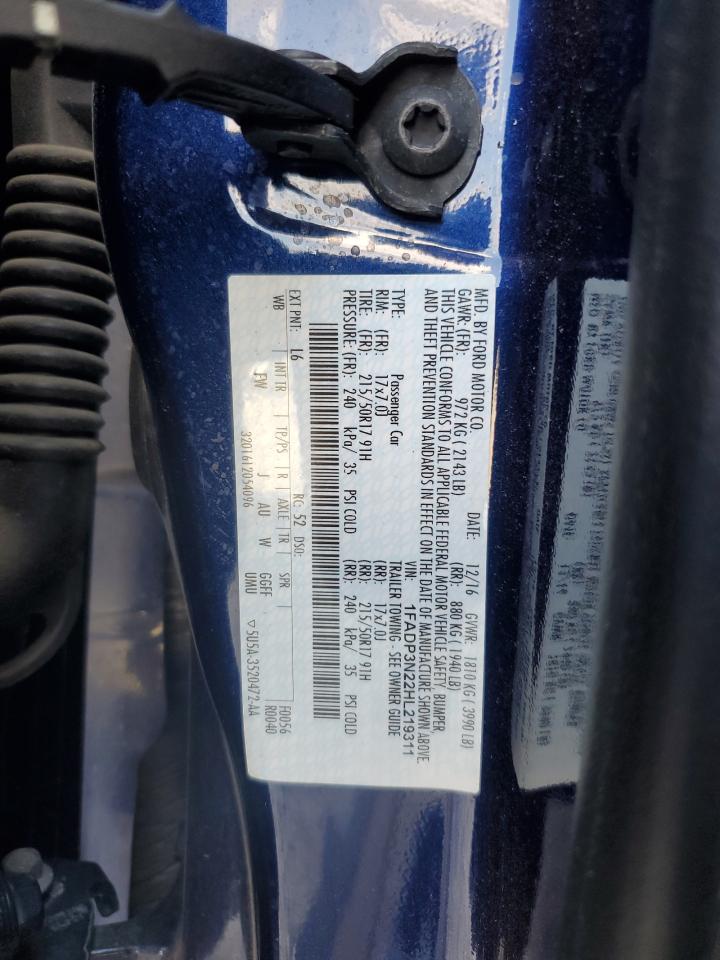 MFD. BY FORD MOTOR CO.
DATE: 12/16 GVWR: 1810 KG ( 3990 LB)
GAWR: (FR): 972 KG ( 2143 LB) (RR): 880 KG ( 1940 LB)
THIS VEHICLE CONFORMS TO ALL APPLICABLE FEDERAL MOTOR VEHICLE SAFETY, BUMPER
AND THEFT PREVENTION STANDARDS IN EFFECT ON THE DATE OF MANUFACTURE SHOWN ABOVE.
VIN: 1FADP3N22HL219311
TYPE: Passenger Car TRAILER TOWING - SEE OWNER GUIDE
RIM: (FR): 17x7.0J (RR): 17x7.0J
TIRE: (FR): 215/50R17 91H (RR): 215/50R17 91H
PRESSURE: (FR): 240 kPa/ 35 PSI COLD (RR): 240 kPa/ 35 PSI COLD
EXT PNT: L6 RC: 52 DSO: F0056
WB INT TR TP/PS R AXLE TR SPR R0040
FW J AU W GGFF UMU
3201612054096 ▽5U5A-3520472-AA